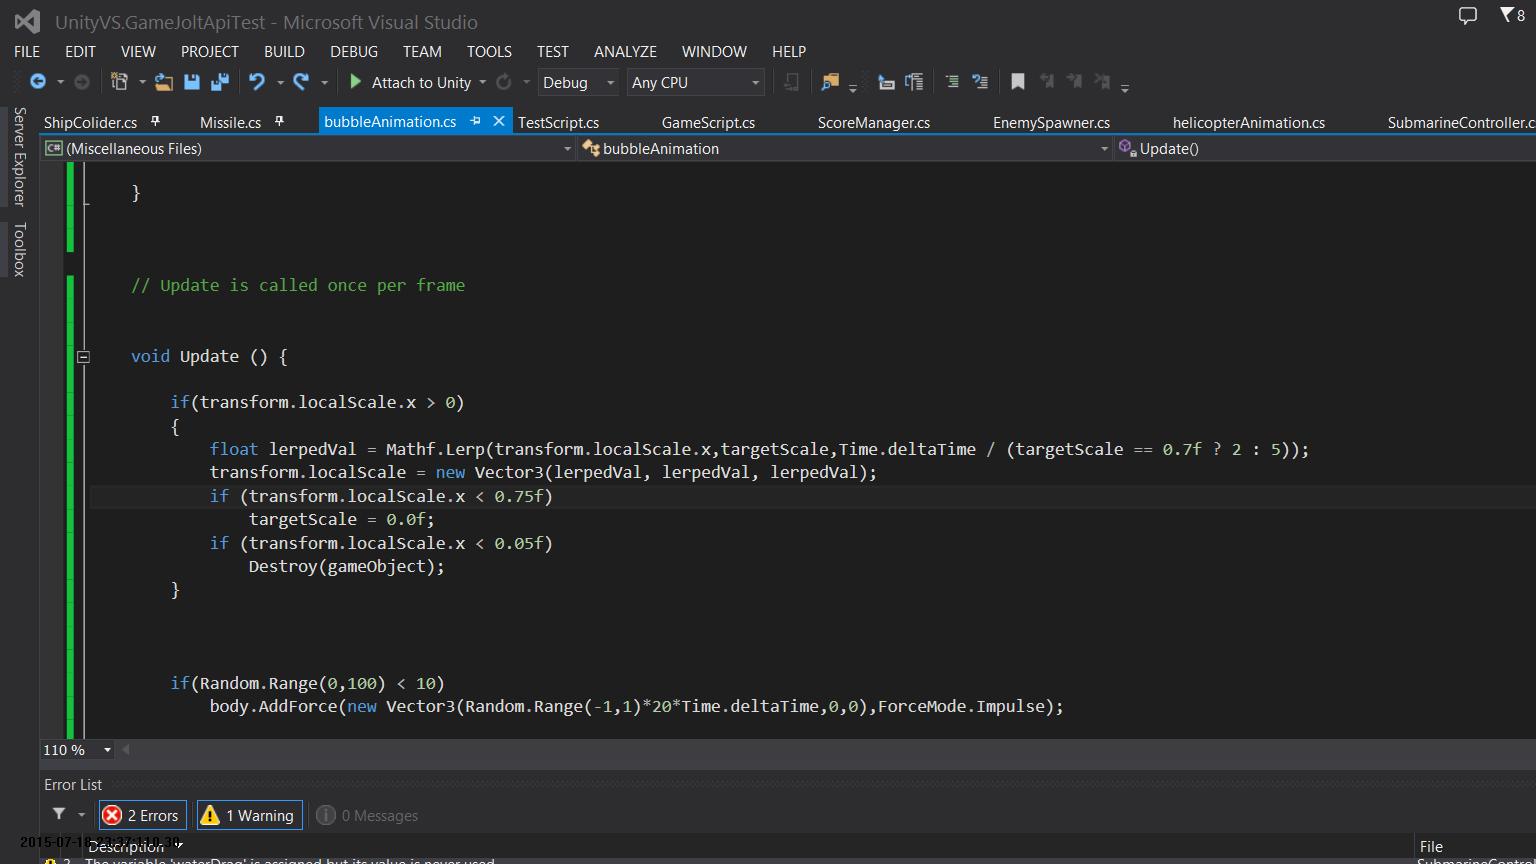 UnityVS.GameJoltApiTest - Microsoft Visual Studio
8
FILE EDIT VIEW PROJECT BUILD DEBUG TEAM TOOLS TEST ANALYZE WINDOW HELP
Attach to Unity Debug Any CPU
Server Explorer
Toolbox
ShipColider.cs Missile.cs bubbleAnimation.cs TestScript.cs GameScript.cs ScoreManager.cs EnemySpawner.cs helicopterAnimation.cs SubmarineController.cs
C# (Miscellaneous Files) bubbleAnimation Update()
}
// Update is called once per frame
void Update () {
if(transform.localScale.x > 0)
{
float lerpedVal = Mathf.Lerp(transform.localScale.x,targetScale,Time.deltaTime / (targetScale == 0.7f ? 2 : 5));
transform.localScale = new Vector3(lerpedVal, lerpedVal, lerpedVal);
if (transform.localScale.x < 0.75f)
targetScale = 0.0f;
if (transform.localScale.x < 0.05f)
Destroy(gameObject);
}
if(Random.Range(0,100) < 10)
body.AddForce(new Vector3(Random.Range(-1,1)*20*Time.deltaTime,0,0),ForceMode.Impulse);
110 %
Error List
2 Errors 1 Warning 0 Messages
Description File
The variable 'waterDrag' is assigned but its value is never used